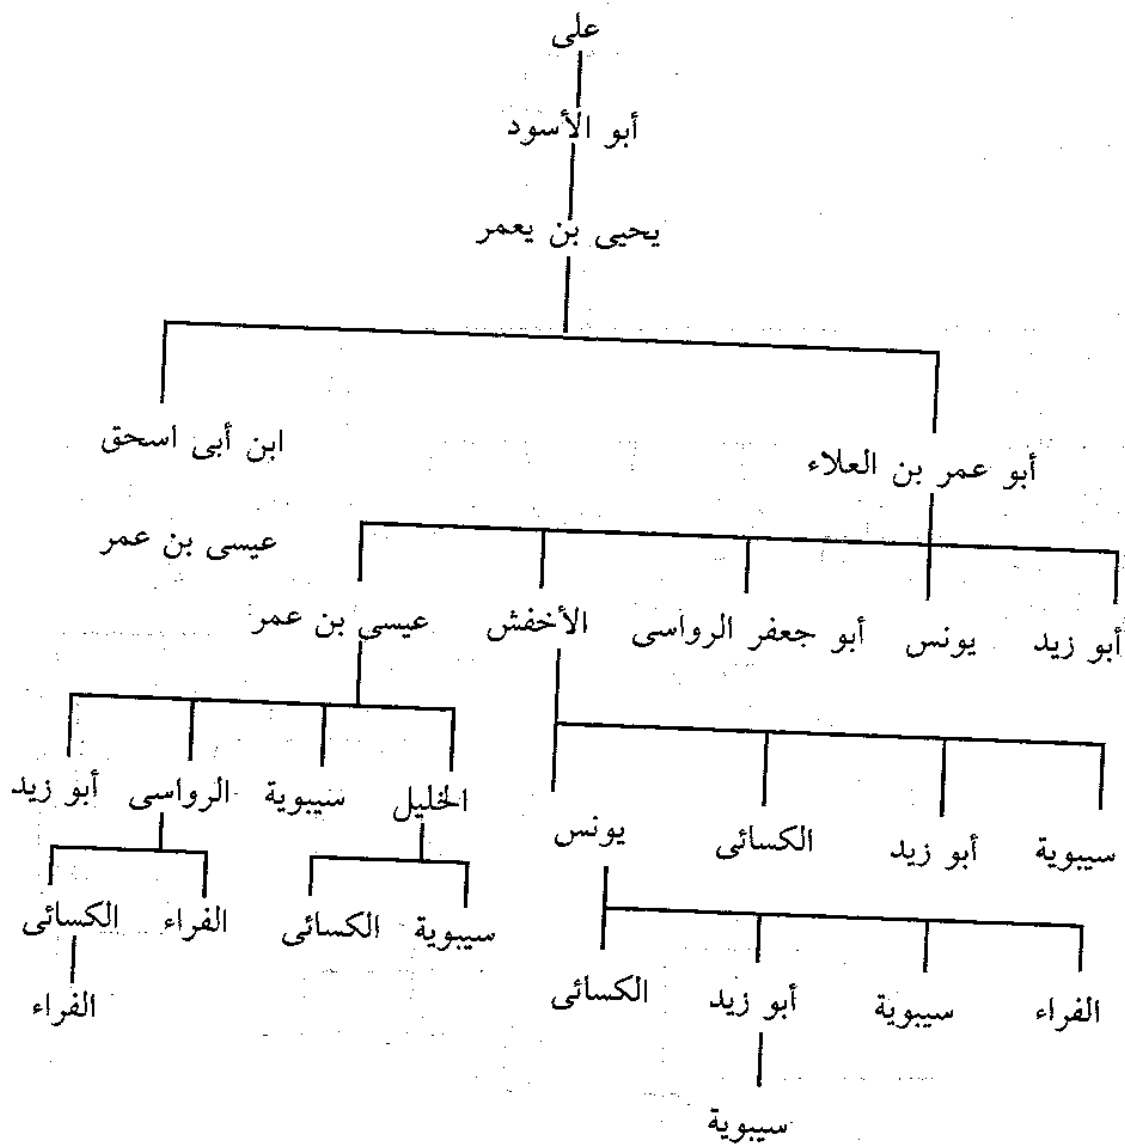 على
أبو الأسود
يحيى بن يعمر
أبو عمر بن العلاء
ابن أبى اسحق
عيسى بن عمر
أبو زيد
يونس
أبو جعفر الرواسى
الأخفش
عيسى بن عمر
سيبوية
أبو زيد
الكسائى
يونس
الخليل
سيبوية
الرواسى
أبو زيد
الفراء
سيبوية
أبو زيد
الكسائى
سيبوية
الكسائى
الفراء
الكسائى
الفراء
سيبوية